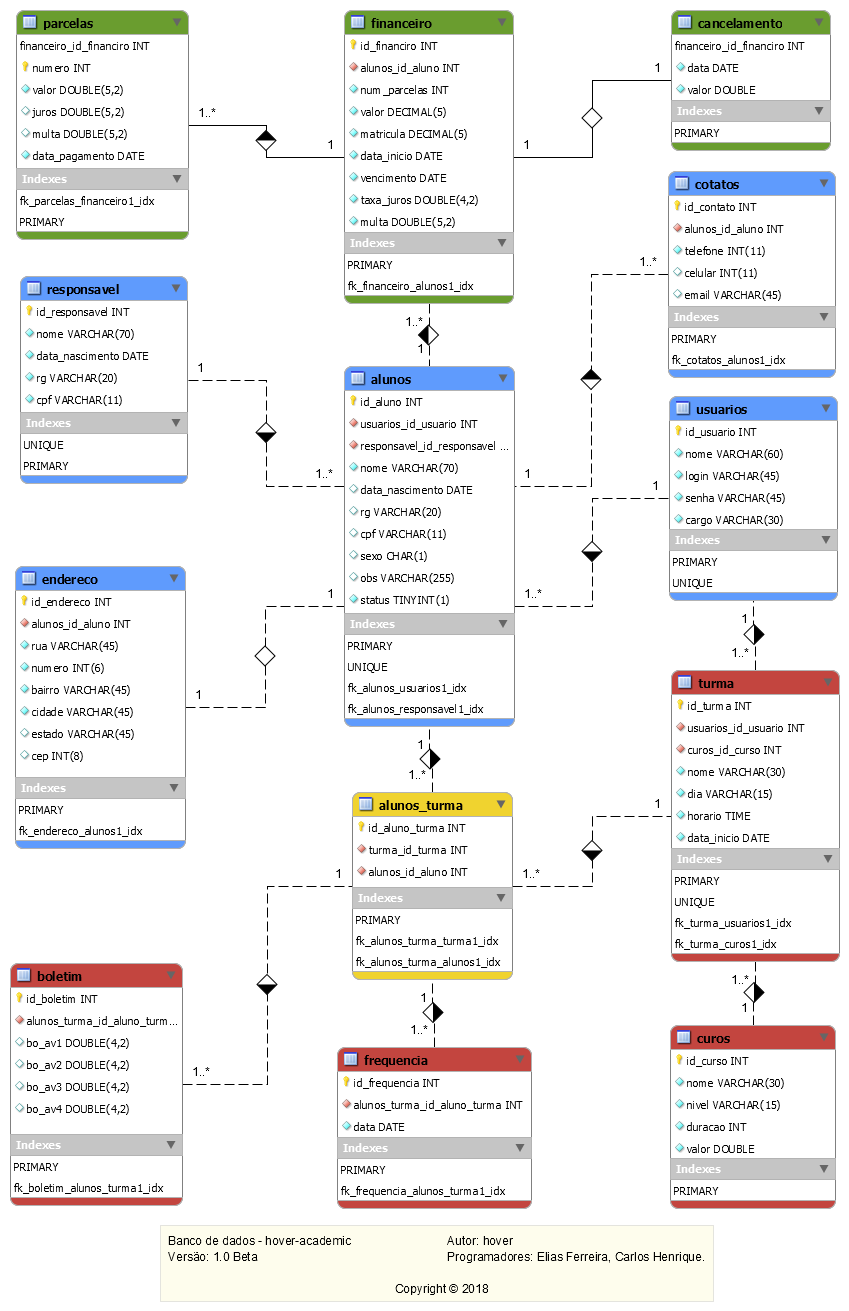 parcelas
financeiro_id_financiro INT
numero INT
valor DOUBLE(5,2)
juros DOUBLE(5,2)
multa DOUBLE(5,2)
data_pagamento DATE
Indexes
fk_parcelas_financeiro1_idx
PRIMARY
1..*
1
financeiro
id_financiro INT
alunos_id_aluno INT
num_parcelas INT
valor DECIMAL(5)
matricula DECIMAL(5)
data_inicio DATE
vencimento DATE
taxa_juros DOUBLE(4,2)
multa DOUBLE(5,2)
Indexes
PRIMARY
fk_financeiro_alunos1_idx
1
1
cancelamento
financeiro_id_financiro INT
data DATE
valor DOUBLE
Indexes
PRIMARY
cotatos
id_contato INT
alunos_id_aluno INT
telefone INT(11)
celular INT(11)
email VARCHAR(45)
Indexes
PRIMARY
fk_cotatos_alunos1_idx
1..*
1
responsavel
id_responsavel INT
nome VARCHAR(70)
data_nascimento DATE
rg VARCHAR(20)
cpf VARCHAR(11)
Indexes
UNIQUE
PRIMARY
1
1..*
1..*
1
alunos
id_aluno INT
usuarios_id_usuario INT
responsavel_id_responsavel ...
nome VARCHAR(70)
data_nascimento DATE
rg VARCHAR(20)
cpf VARCHAR(11)
sexo CHAR(1)
obs VARCHAR(255)
status TINYINT(1)
Indexes
PRIMARY
UNIQUE
fk_alunos_usuarios1_idx
fk_alunos_responsavel1_idx
usuarios
id_usuario INT
nome VARCHAR(60)
login VARCHAR(45)
senha VARCHAR(45)
cargo VARCHAR(30)
Indexes
PRIMARY
UNIQUE
1
1..*
endereco
id_endereco INT
alunos_id_aluno INT
rua VARCHAR(45)
numero INT(6)
bairro VARCHAR(45)
cidade VARCHAR(45)
estado VARCHAR(45)
cep INT(8)
Indexes
PRIMARY
fk_endereco_alunos1_idx
1
1
1
1..*
turma
id_turma INT
usuarios_id_usuario INT
curos_id_curso INT
nome VARCHAR(30)
dia VARCHAR(15)
horario TIME
data_inicio DATE
Indexes
PRIMARY
UNIQUE
fk_turma_usuarios1_idx
fk_turma_curos1_idx
1
1..*
alunos_turma
id_aluno_turma INT
turma_id_turma INT
alunos_id_aluno INT
Indexes
PRIMARY
fk_alunos_turma_turma1_idx
fk_alunos_turma_alunos1_idx
1
1..*
1
1..*
boletim
id_boletim INT
alunos_turma_id_aluno_turm...
bo_av1 DOUBLE(4,2)
bo_av2 DOUBLE(4,2)
bo_av3 DOUBLE(4,2)
bo_av4 DOUBLE(4,2)
Indexes
PRIMARY
fk_boletim_alunos_turma1_idx
1
1..*
frequencia
id_frequencia INT
alunos_turma_id_aluno_turma INT
data DATE
Indexes
PRIMARY
fk_frequencia_alunos_turma1_idx
1..*
1
curos
id_curso INT
nome VARCHAR(30)
nivel VARCHAR(15)
duracao INT
valor DOUBLE
Indexes
PRIMARY
Banco de dados - hover-academic
Autor: hover
Versão: 1.0 Beta
Programadores: Elias Ferreira, Carlos Henrique.
Copyright © 2018